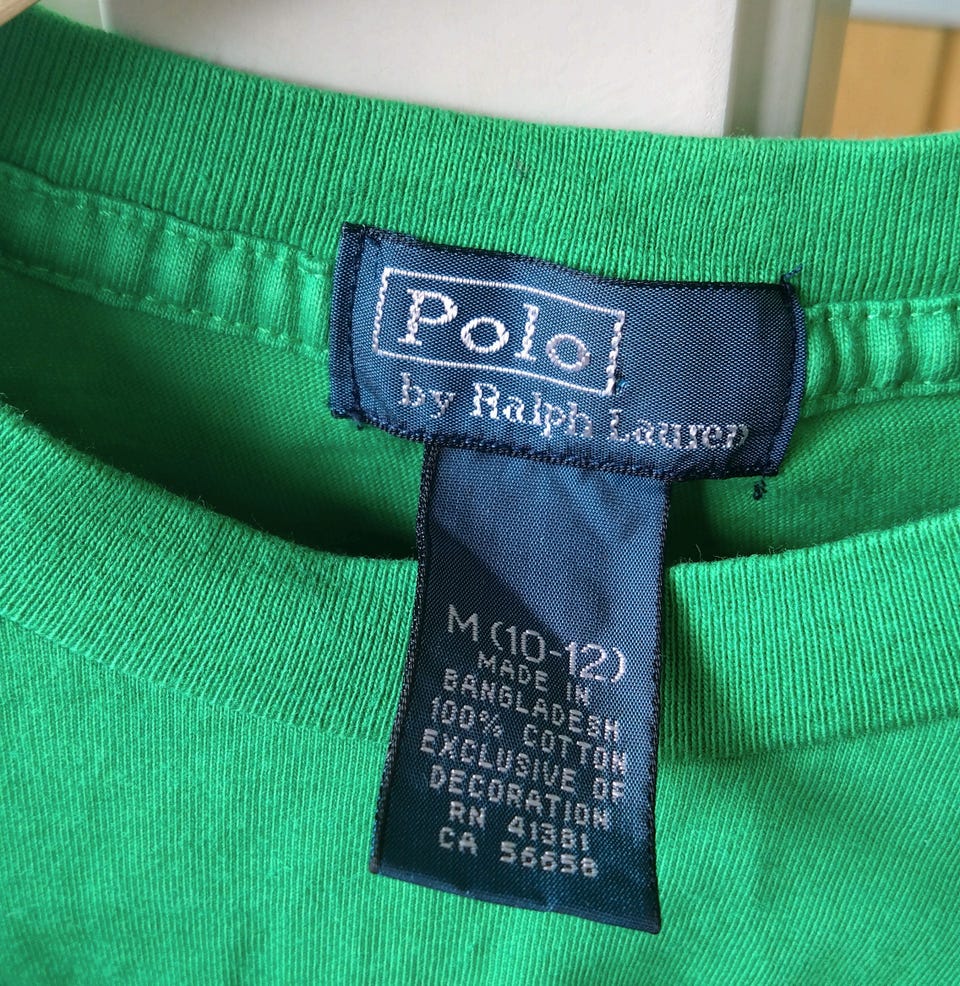 Polo
by Ralph Lauren
M (10-12)
MADE IN
BANGLADESH
100% COTTON
EXCLUSIVE OF
DECORATION
RN 41381
CA 56658